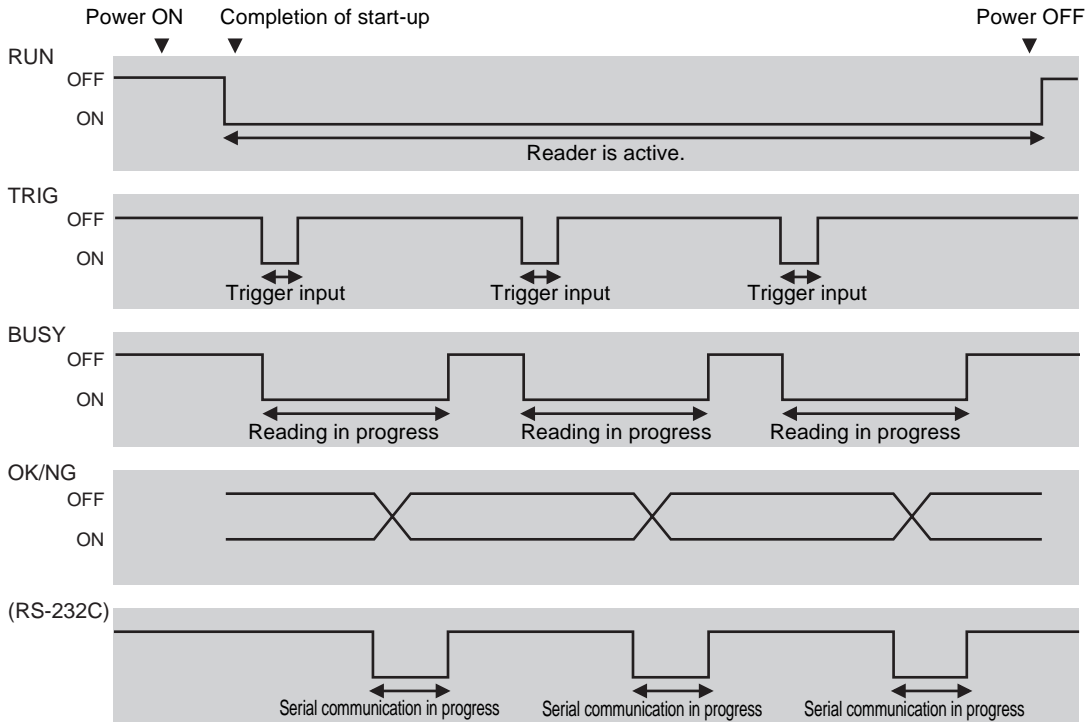 Power ON Completion of start-up Power OFF
RUN
OFF
ON
Reader is active.
TRIG
OFF
ON
Trigger input Trigger input Trigger input
BUSY
OFF
ON
Reading in progress Reading in progress Reading in progress
OK/NG
OFF
ON
(RS-232C)
Serial communication in progress Serial communication in progress Serial communication in progress